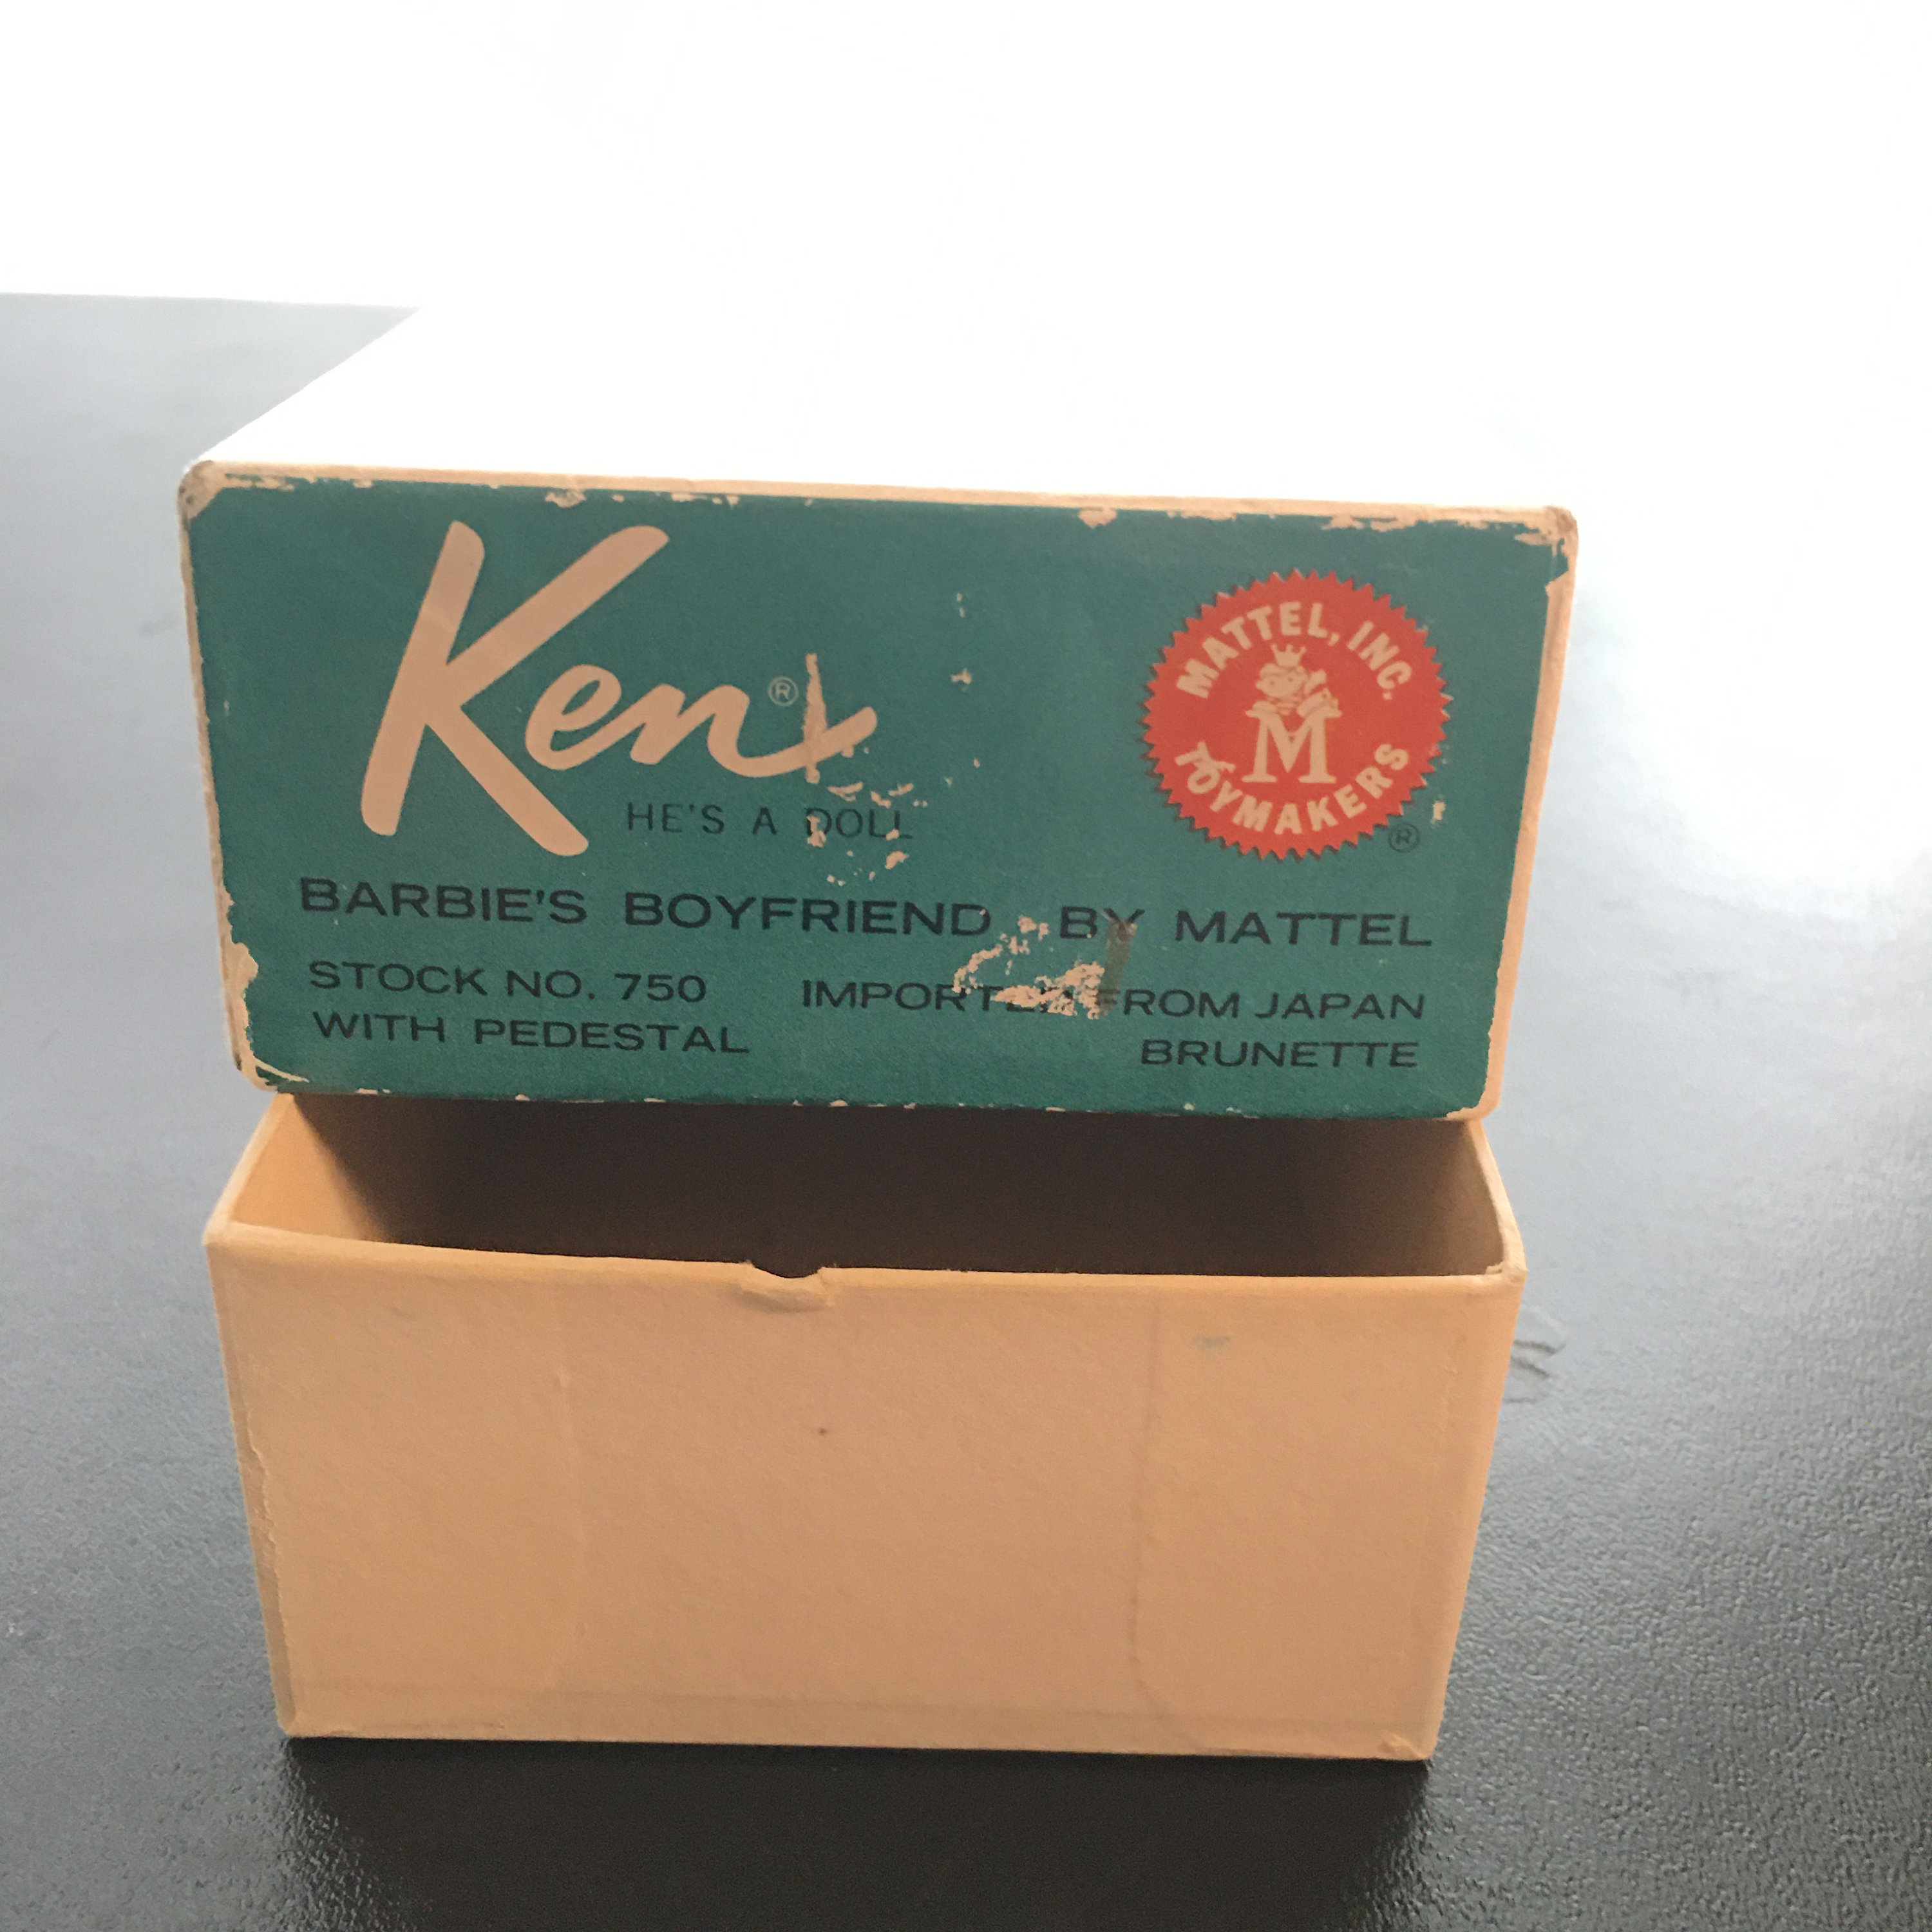 Ken®
HE'S A DOLL
MATTEL, INC.
M
TOYMAKERS
®
BARBIE'S BOYFRIEND BY MATTEL
STOCK NO. 750 IMPORTED FROM JAPAN
WITH PEDESTAL BRUNETTE